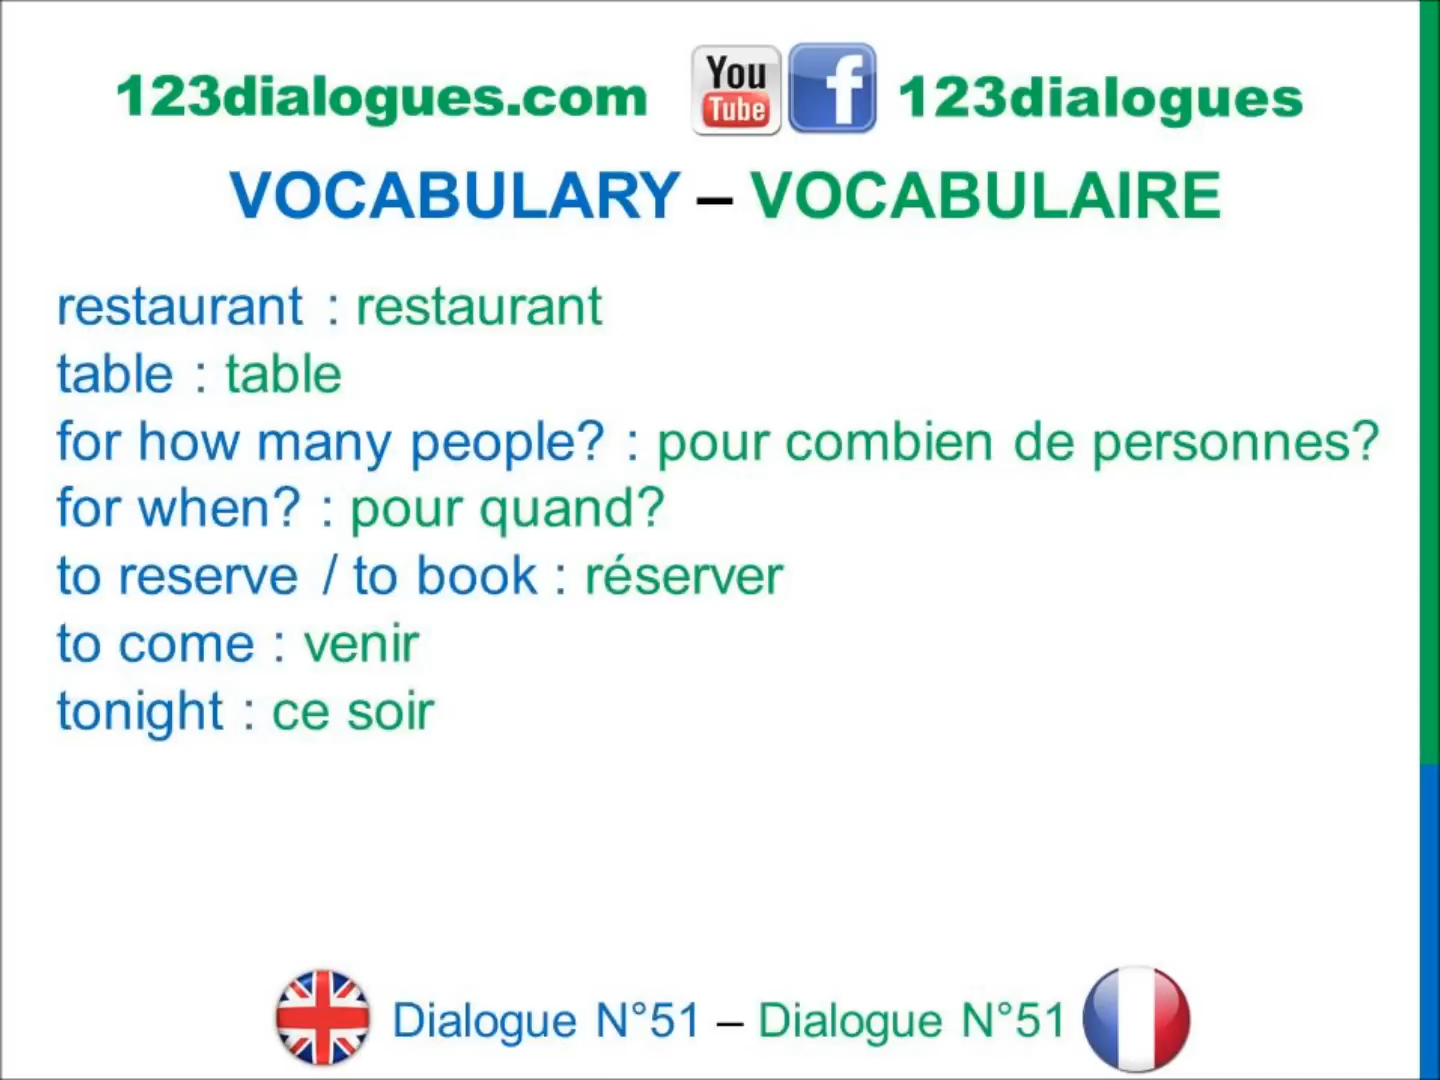 123dialogues.com You Tube f 123dialogues
VOCABULARY – VOCABULAIRE
restaurant : restaurant
table : table
for how many people? : pour combien de personnes?
for when? : pour quand?
to reserve / to book : réserver
to come : venir
tonight : ce soir
Dialogue N°51 – Dialogue N°51